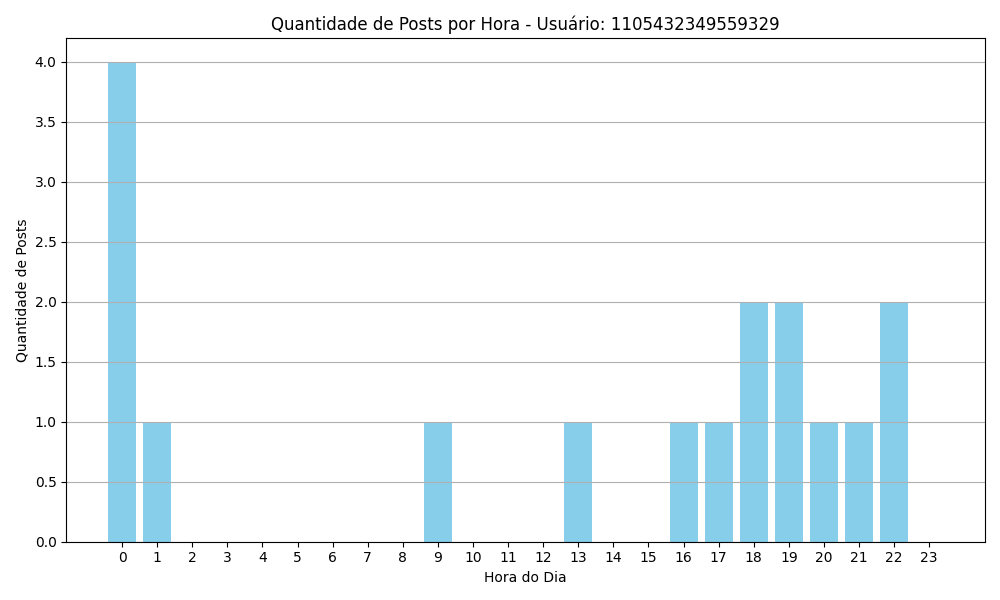 Quantidade de Posts por Hora - Usuário: 1105432349559329
Quantidade de Posts
4.0
3.5
3.0
2.5
2.0
1.5
1.0
0.5
0.0
0 1 2 3 4 5 6 7 8 9 10 11 12 13 14 15 16 17 18 19 20 21 22 23
Hora do Dia